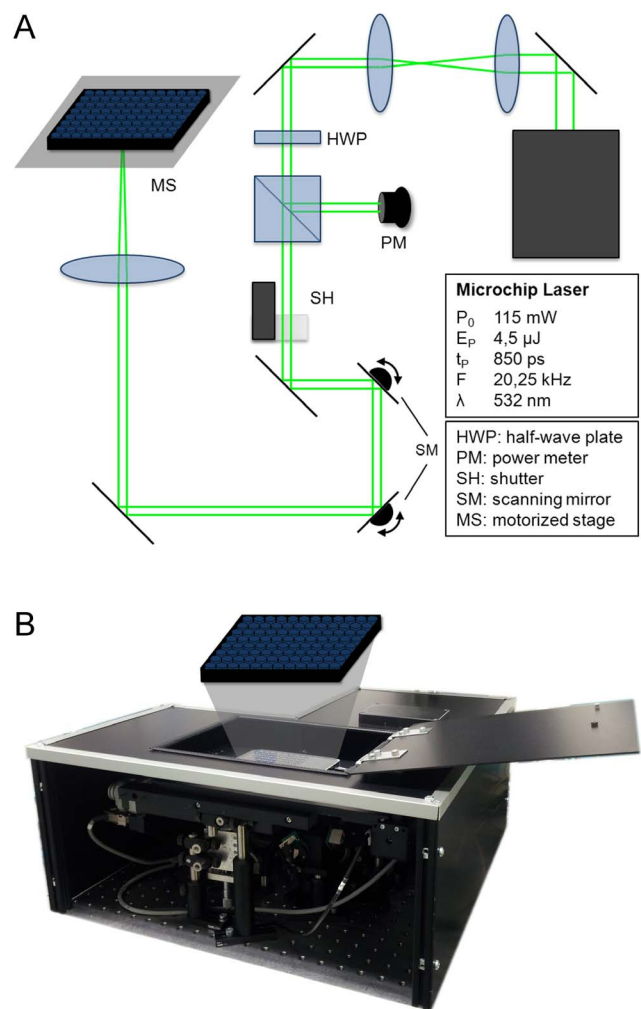 A
HWP
MS
PM
SH
SM
Microchip Laser
P₀ 115 mW
Eₚ 4,5 µJ
tₚ 850 ps
F 20,25 kHz
λ 532 nm
HWP: half-wave plate
PM: power meter
SH: shutter
SM: scanning mirror
MS: motorized stage
B